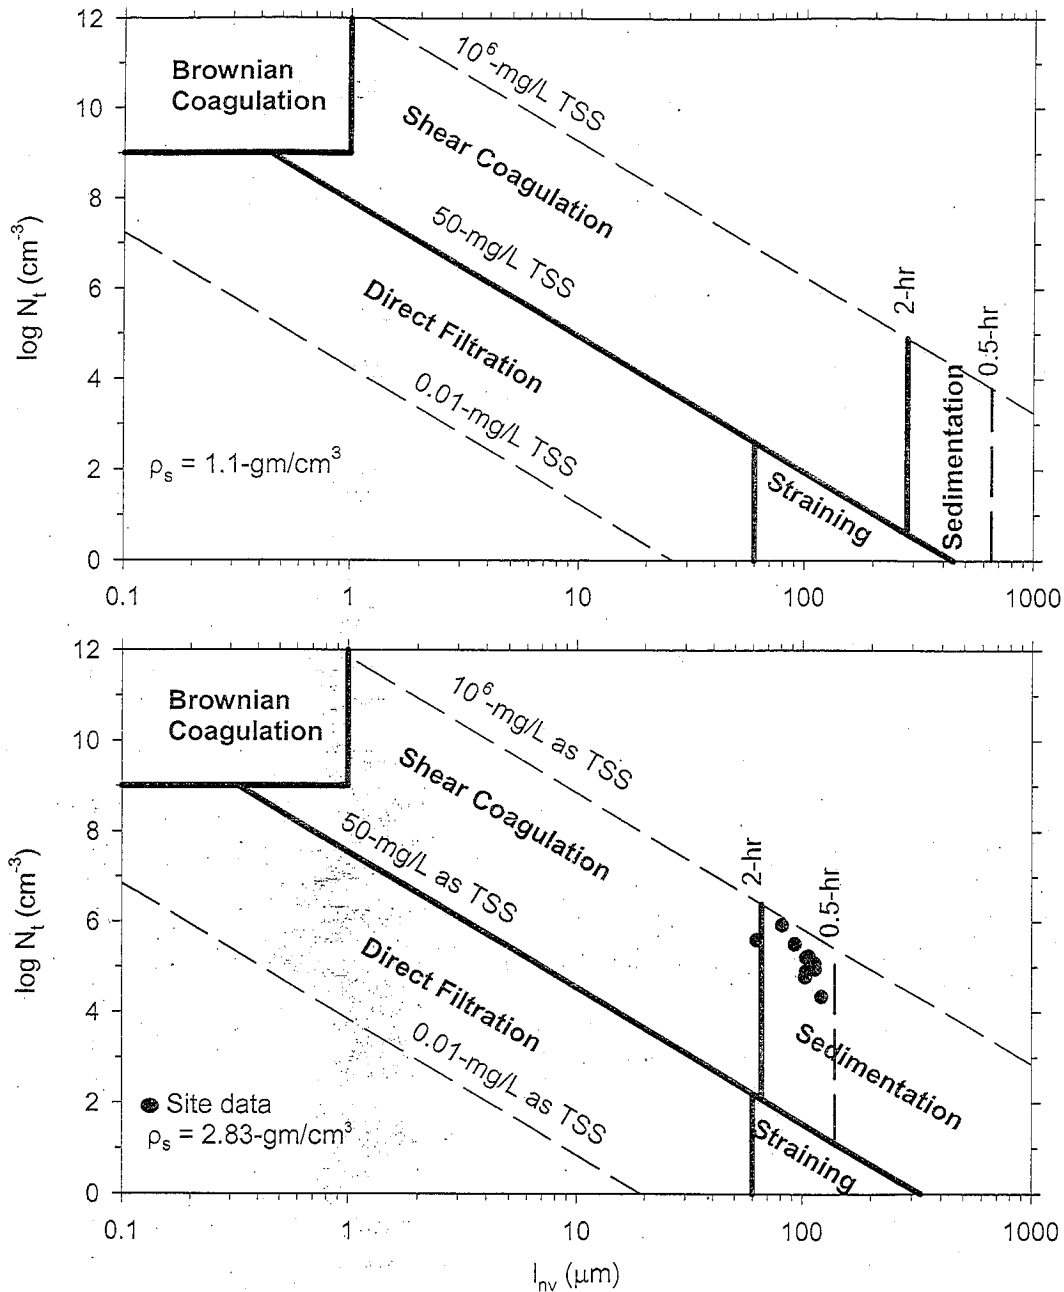 12
10
8
6
4
2
0
log Nₜ (cm⁻³)
Brownian
Coagulation
10⁶-mg/L TSS
Shear Coagulation
50-mg/L TSS
Direct Filtration
0.01-mg/L TSS
ρₛ = 1.1-gm/cm³
Straining
2-hr
Sedimentation
0.5-hr
0.1
1
10
100
1000
12
10
8
6
4
2
0
log Nₜ (cm⁻³)
Brownian
Coagulation
10⁶-mg/L as TSS
Shear Coagulation
50-mg/L as TSS
Direct Filtration
0.01-mg/L as TSS
2-hr
0.5-hr
Sedimentation
Straining
Site data
ρₛ = 2.83-gm/cm³
0.1
1
10
100
1000
lₙᵥ (μm)